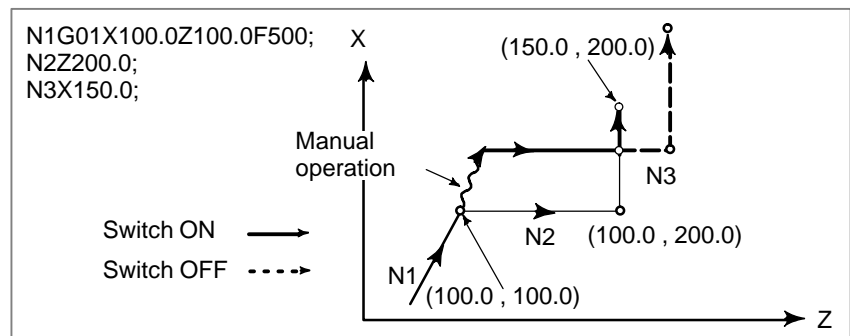 N1G01X100.0Z100.0F500;
N2Z200.0;
N3X150.0;
X
(150.0 , 200.0)
Manual
operation
N3
Switch ON
N2
(100.0 , 200.0)
Switch OFF
N1
(100.0 , 100.0)
Z